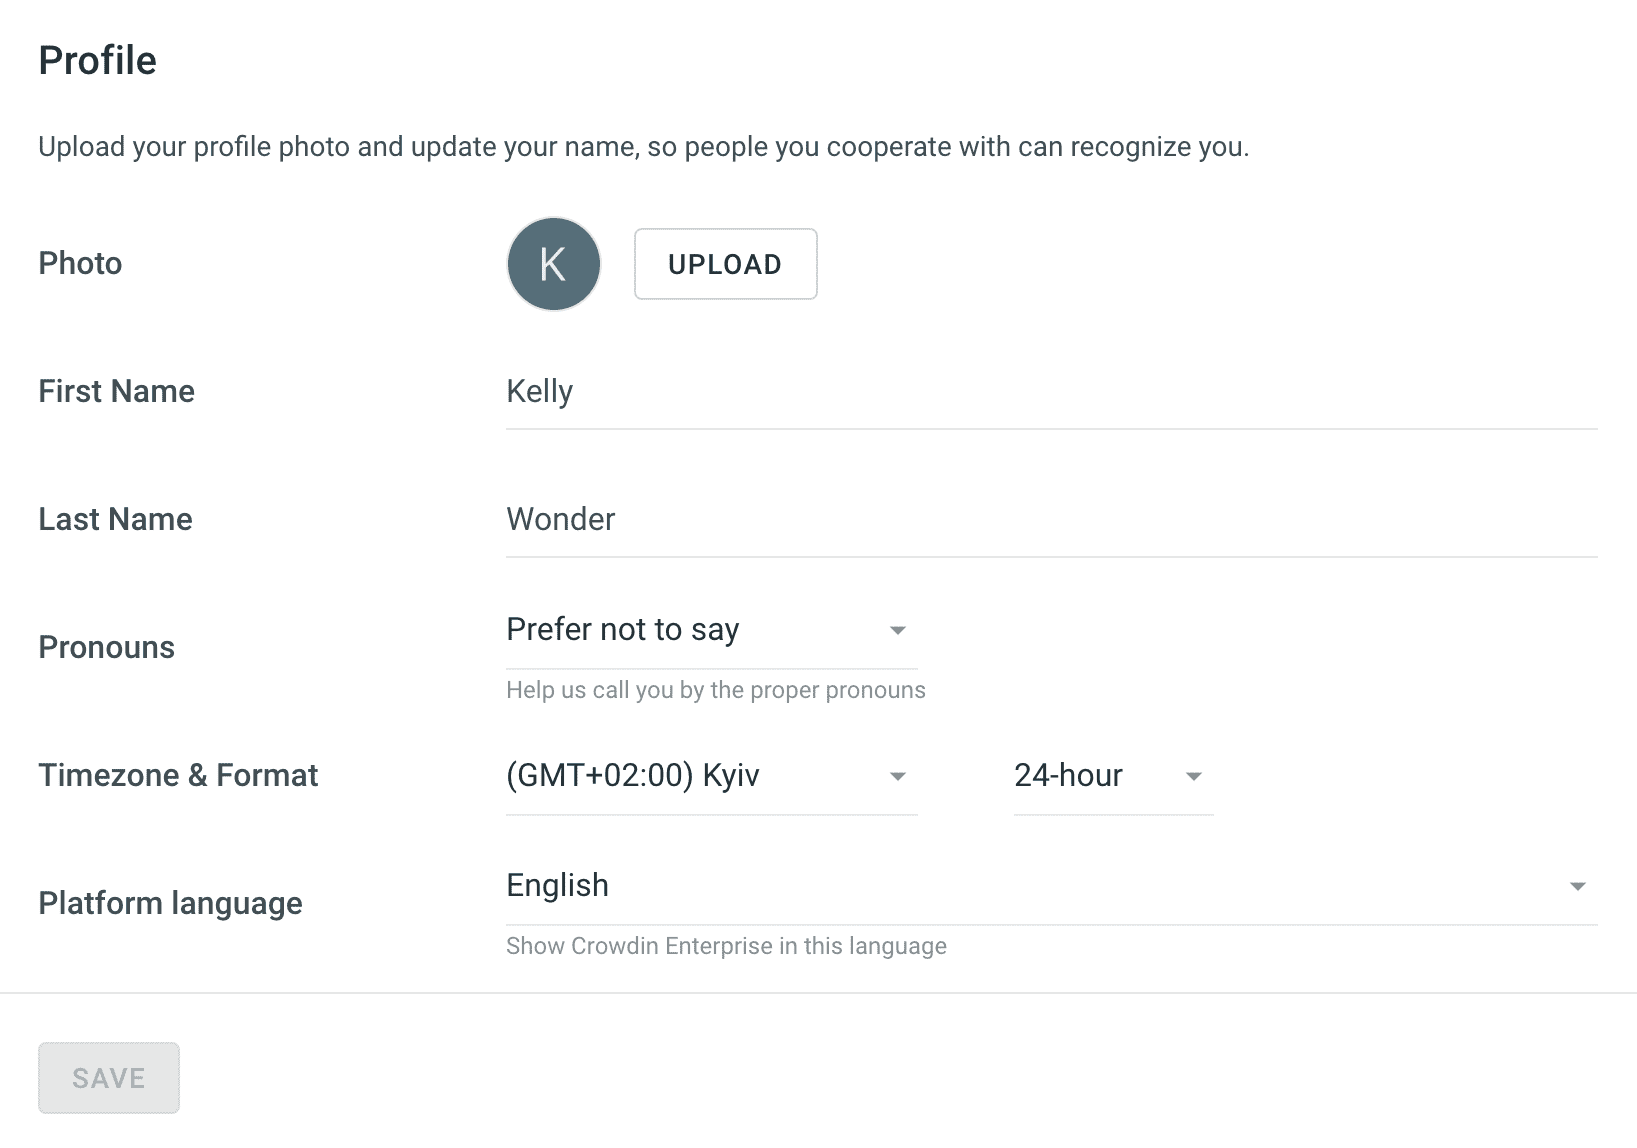 Profile
Upload your profile photo and update your name, so people you cooperate with can recognize you.
Photo
K
UPLOAD
First Name
Kelly
Last Name
Wonder
Pronouns
Prefer not to say
Help us call you by the proper pronouns
Timezone & Format
(GMT+02:00) Kyiv
24-hour
Platform language
English
Show Crowdin Enterprise in this language
SAVE